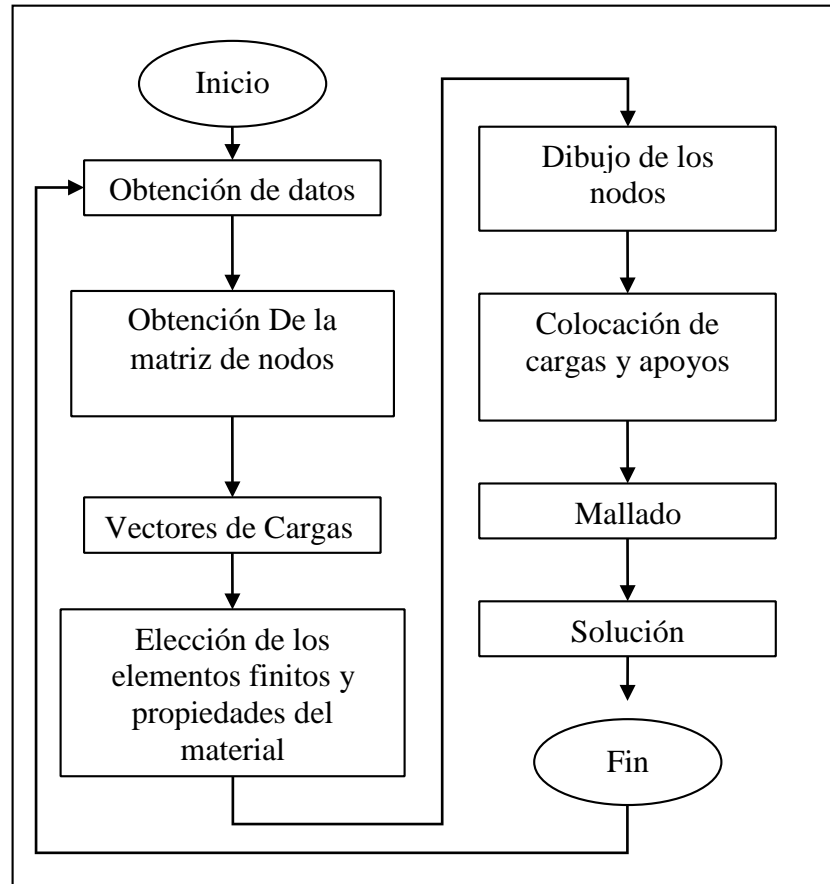 Inicio
Obtención de datos
Obtención De la
matriz de nodos
Vectores de Cargas
Elección de los
elementos finitos y
propiedades del
material
Dibujo de los
nodos
Colocación de
cargas y apoyos
Mallado
Solución
Fin